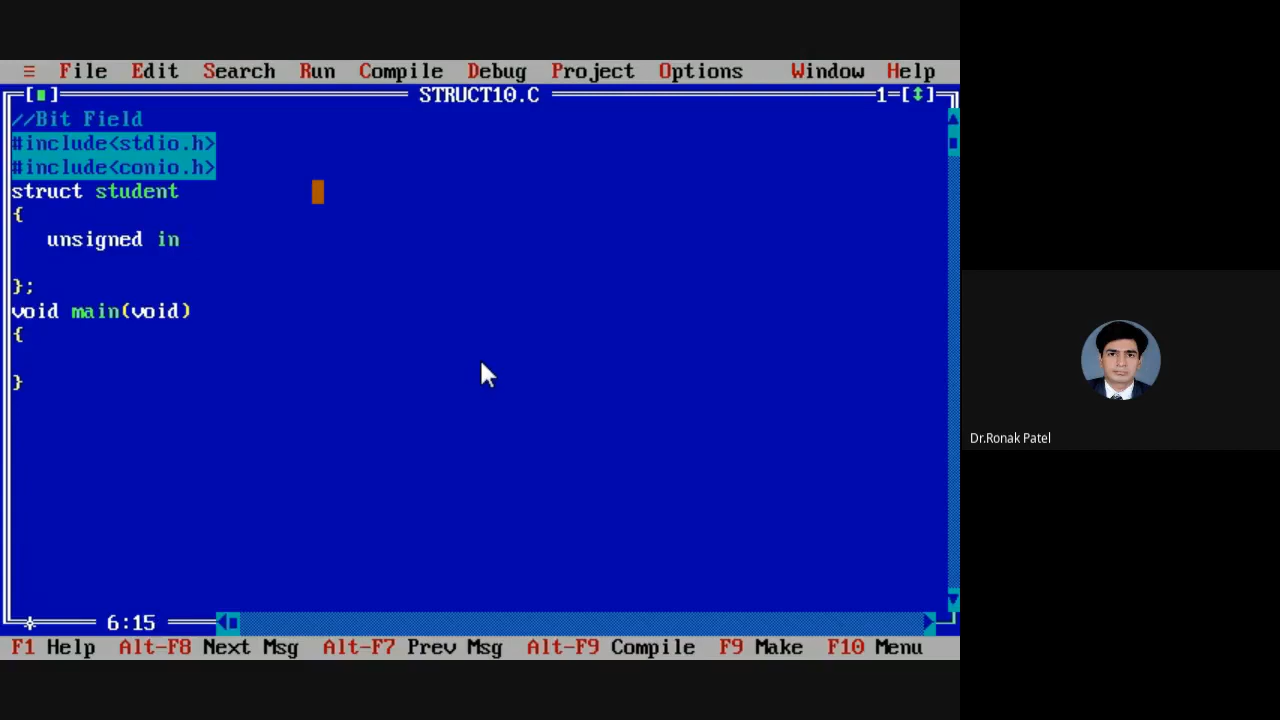 ≡ File Edit Search Run Compile Debug Project Options Window Help
[■] STRUCT10.C 1=[↕]
//Bit Field
#include<stdio.h>
#include<conio.h>
struct student
{
unsigned in
};
void main(void)
{
}
6:15
F1 Help Alt-F8 Next Msg Alt-F7 Prev Msg Alt-F9 Compile F9 Make F10 Menu
Dr.Ronak Patel